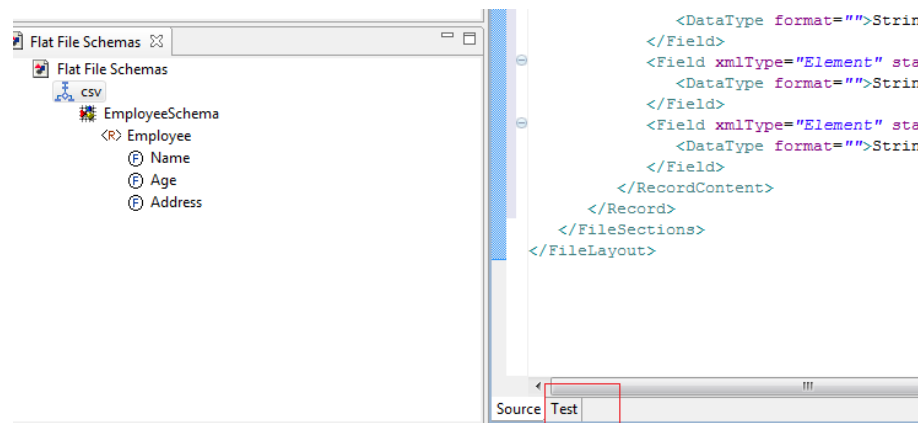 Flat File Schemas
Flat File Schemas
csv
EmployeeSchema
<R> Employee
F Name
F Age
F Address
<DataType format="">Strin
</Field>
<Field xmlType="Element" sta
<DataType format="">Strin
</Field>
<Field xmlType="Element" sta
<DataType format="">Strin
</Field>
</RecordContent>
</Record>
</FileSections>
</FileLayout>
Source Test